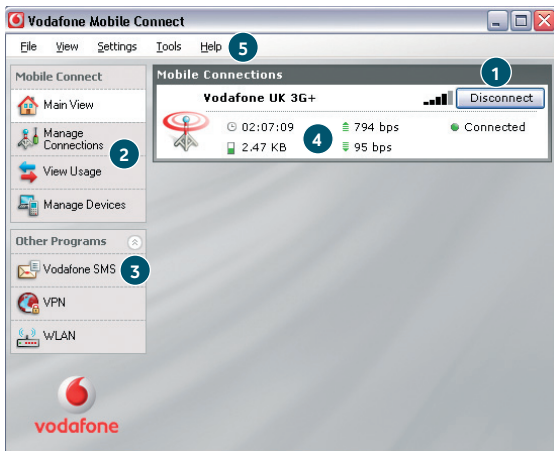 Vodafone Mobile Connect
File View Settings Tools Help 5
Mobile Connect
Main View
Manage
Connections
2
View Usage
Manage Devices
Other Programs
Vodafone SMS 3
VPN
WLAN
vodafone
Mobile Connections
1
Vodafone UK 3G+ Disconnect
02:07:09 794 bps Connected
4
2.47 KB 95 bps